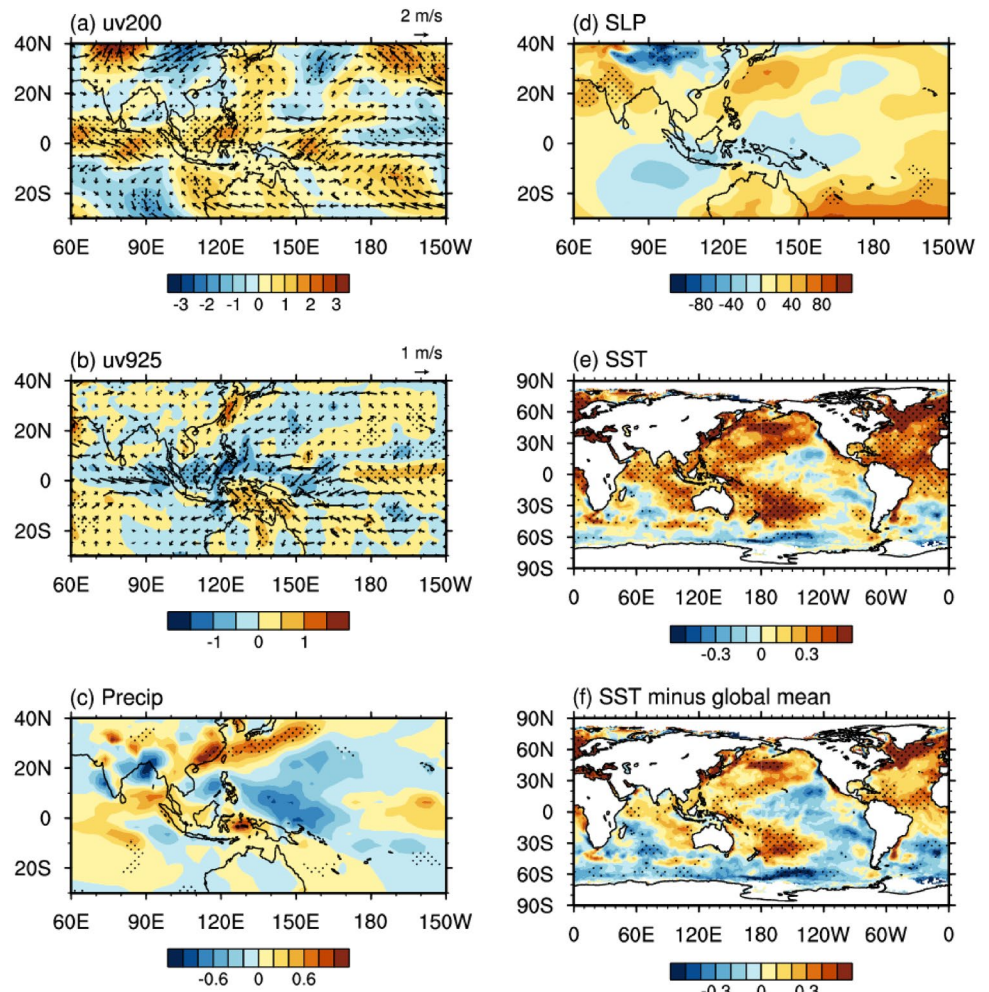 (a) uv200
2 m/s
40N
20N
0
20S
60E 90E 120E 150E 180 150W
-3 -2 -1 0 1 2 3
(d) SLP
40N
20N
0
20S
60E 90E 120E 150E 180 150W
-80 -40 0 40 80
(b) uv925
1 m/s
40N
20N
0
20S
60E 90E 120E 150E 180 150W
-1 0 1
(e) SST
90N
60N
30N
0
30S
60S
90S
0 60E 120E 180 120W 60W 0
-0.3 0 0.3
(c) Precip
40N
20N
0
20S
60E 90E 120E 150E 180 150W
-0.6 0 0.6
(f) SST minus global mean
90N
60N
30N
0
30S
60S
90S
0 60E 120E 180 120W 60W 0
-0.3 0 0.3